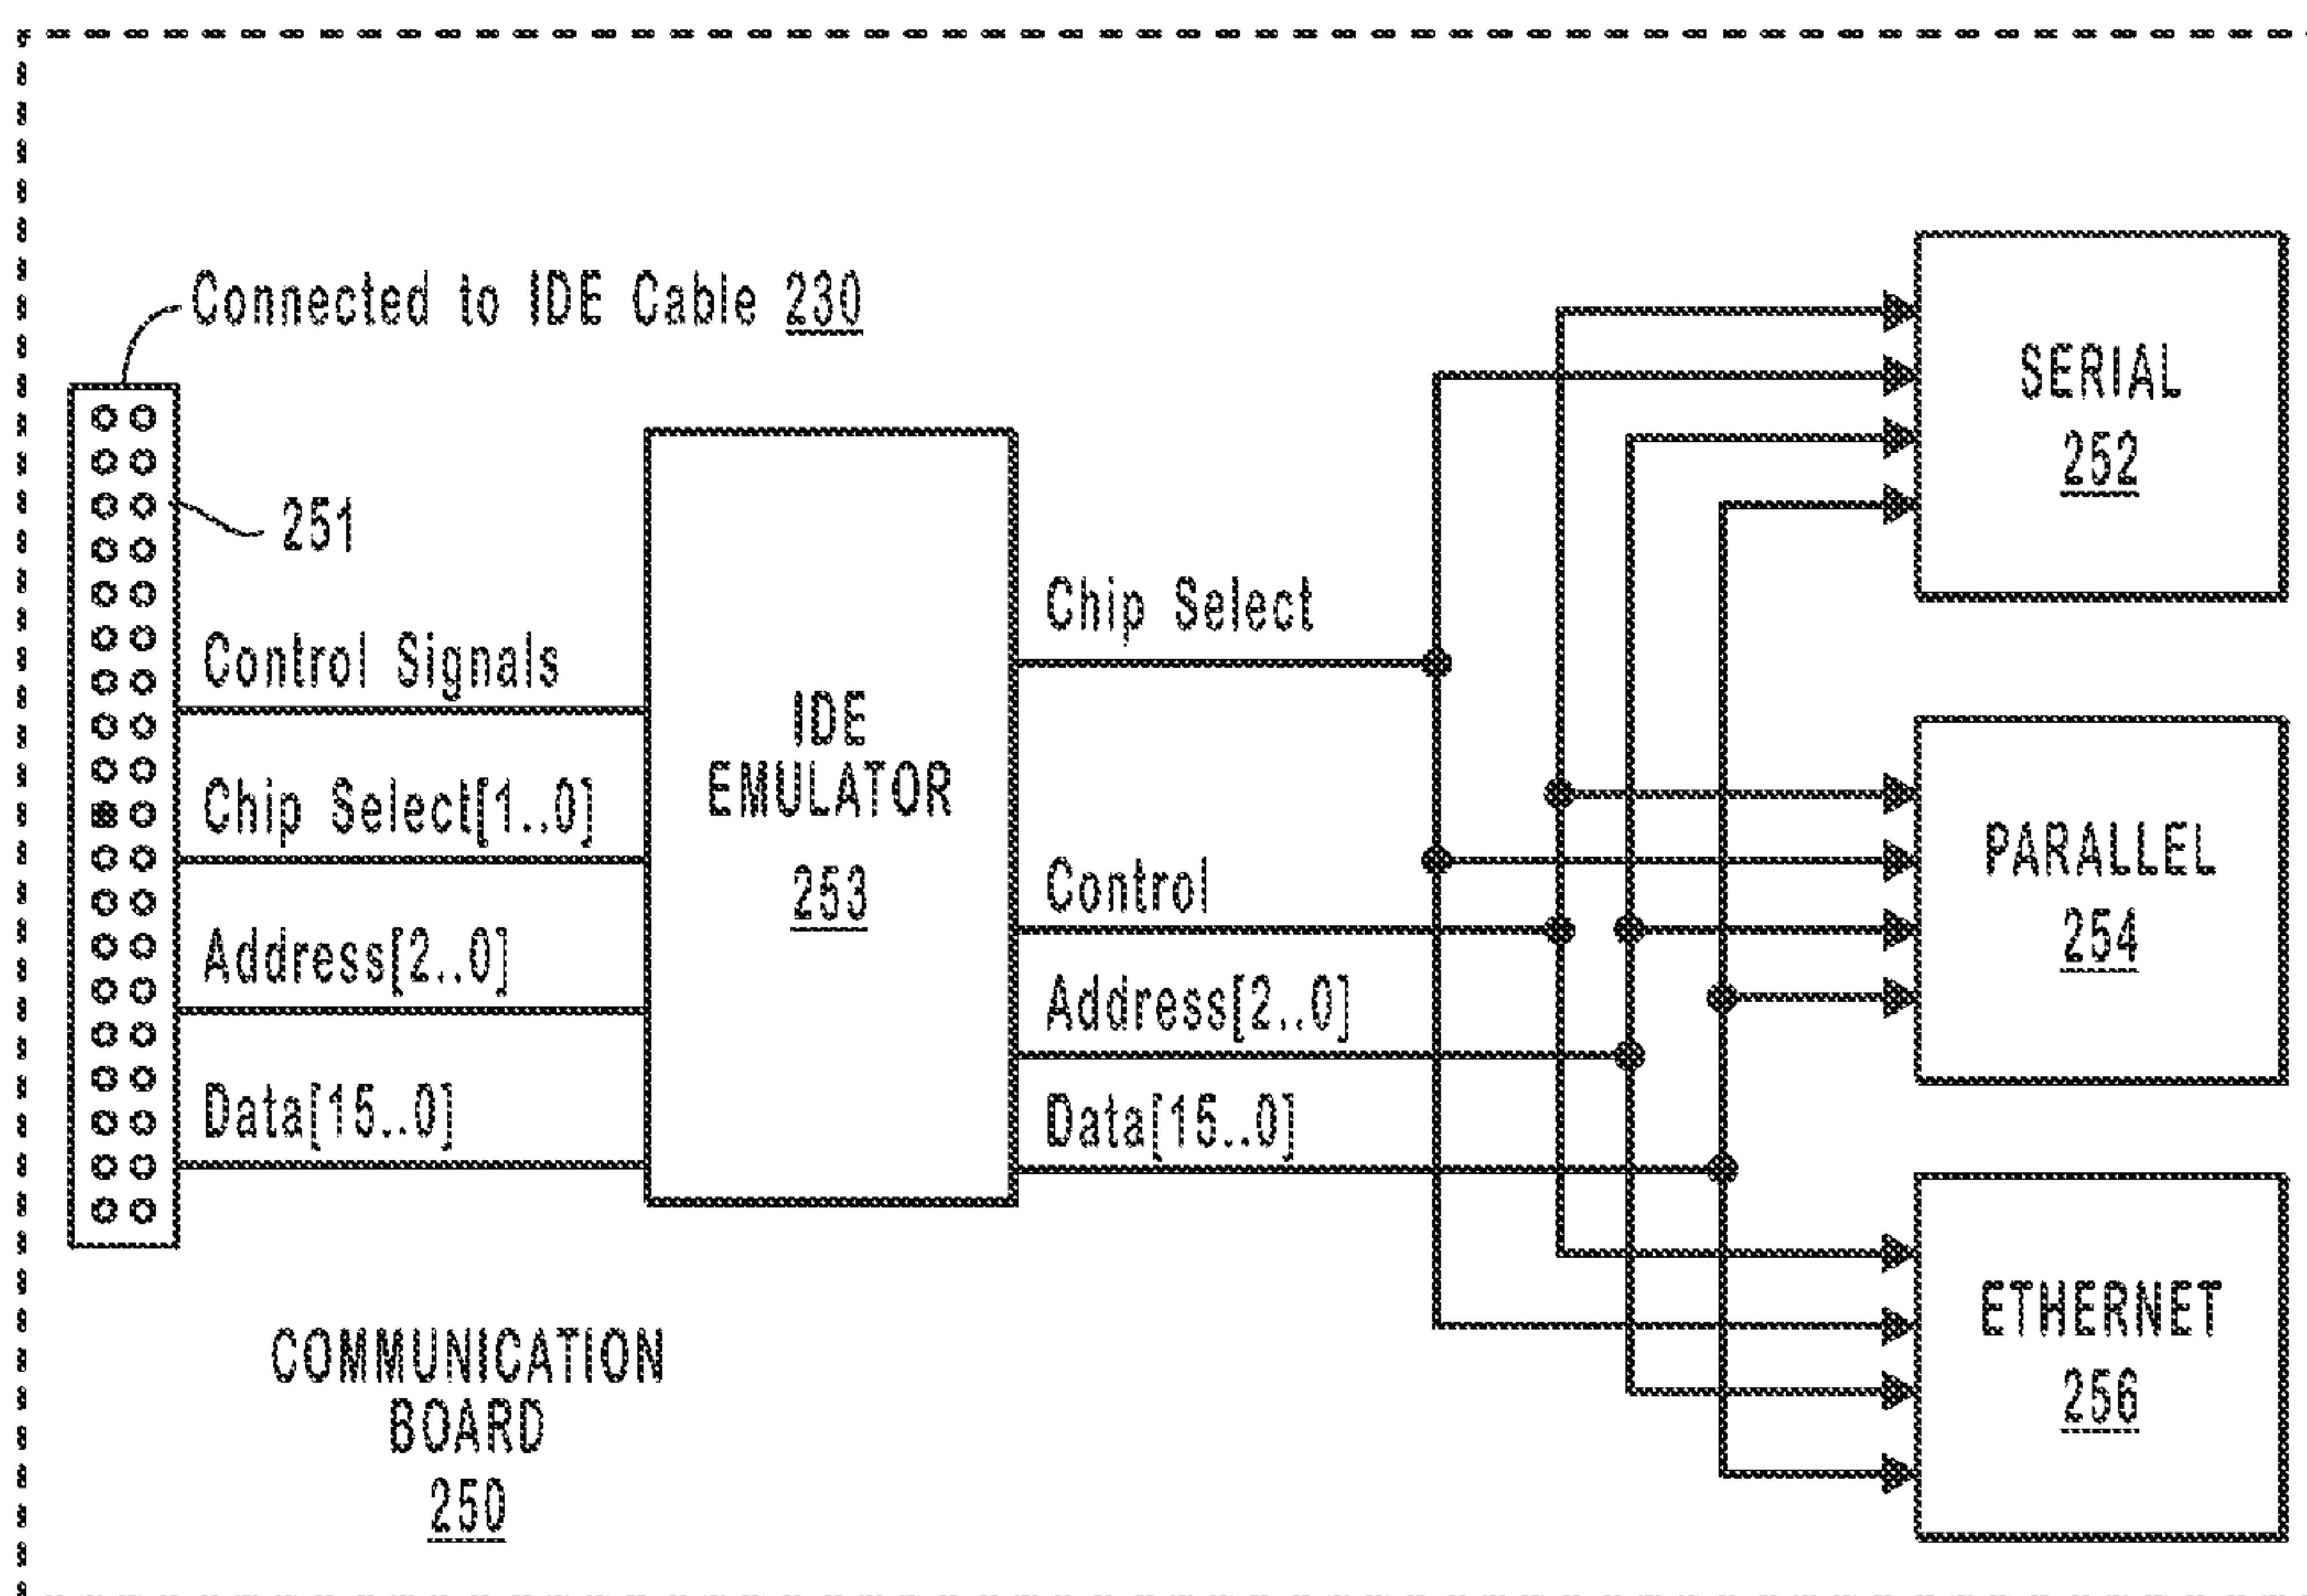 Connected to IDE Cable 230
251
Control Signals
Chip Select[1..0]
Address[2..0]
Data[15..0]
IDE
EMULATOR
253
Chip Select
Control
Address[2..0]
Data[15..0]
SERIAL
252
PARALLEL
254
ETHERNET
256
COMMUNICATION
BOARD
250